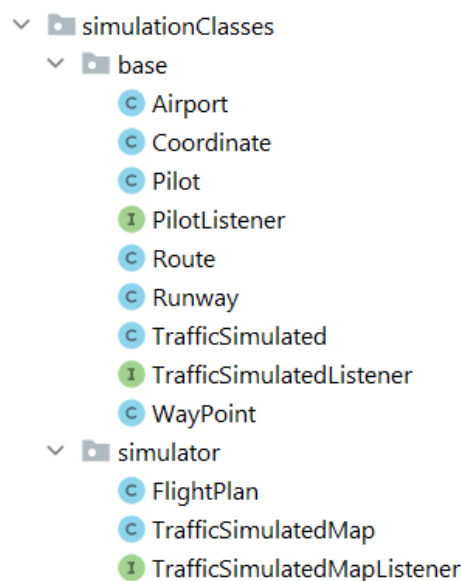 simulationClasses
base
C Airport
C Coordinate
C Pilot
I PilotListener
C Route
C Runway
C TrafficSimulated
I TrafficSimulatedListener
C WayPoint
simulator
C FlightPlan
C TrafficSimulatedMap
I TrafficSimulatedMapListener